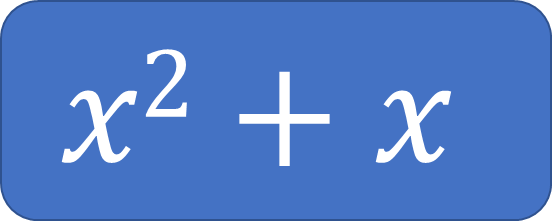 x² + x